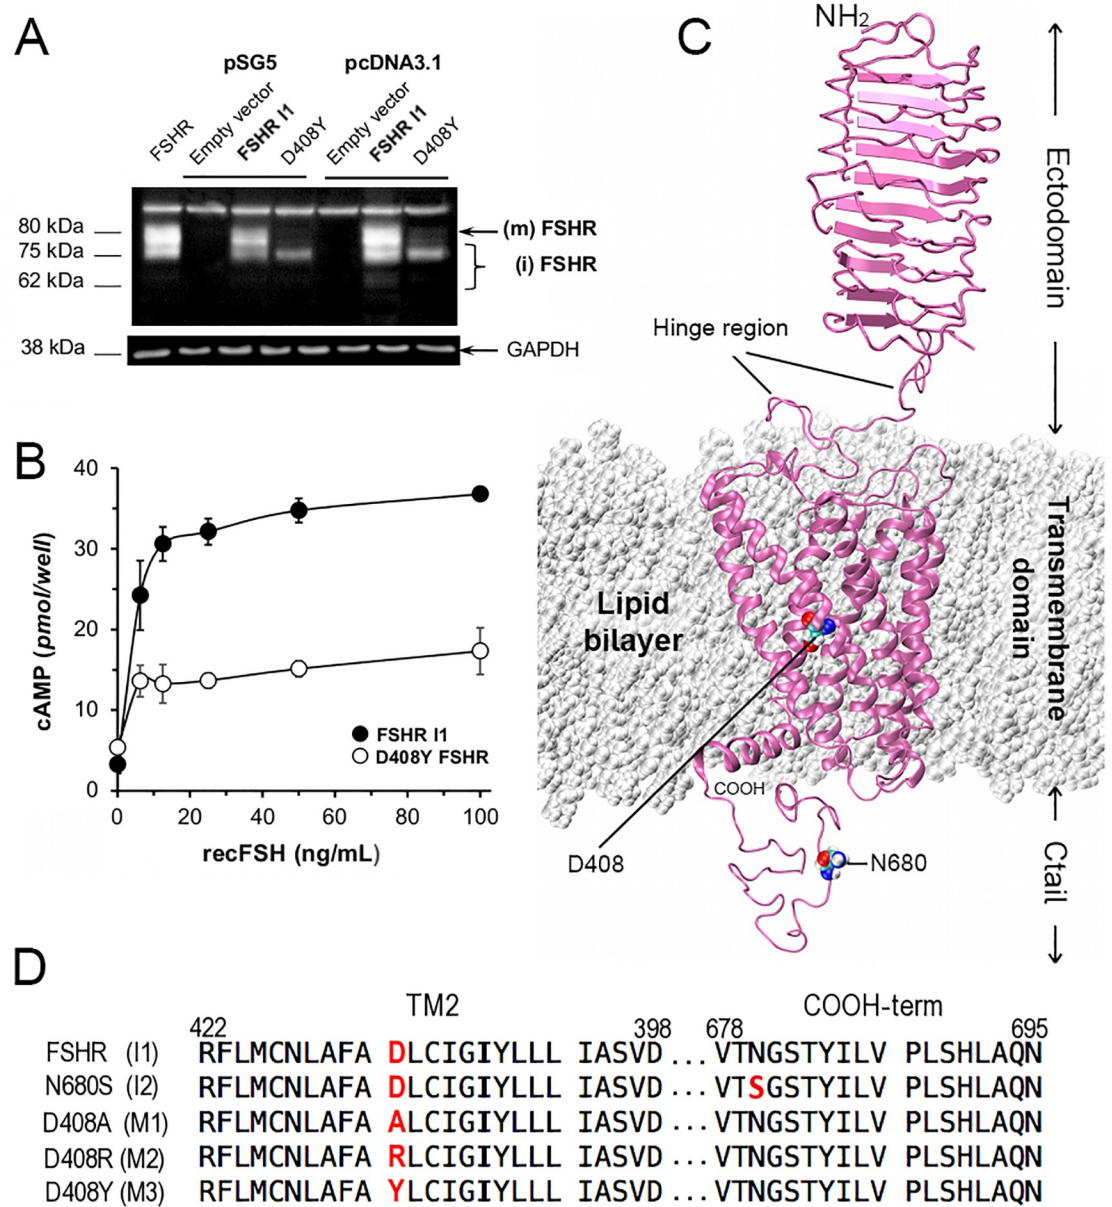 A
pSG5
pcDNA3.1
FSHR
Empty vector
FSHR I1
D408Y
Empty vector
FSHR I1
D408Y
80 kDa
75 kDa
62 kDa
38 kDa
(m) FSHR
(i) FSHR
GAPDH
B
40
30
20
10
0
cAMP (pmol/well)
0
20
40
60
80
100
recFSH (ng/mL)
FSHR I1
D408Y FSHR
C
NH2
Ectodomain
Hinge region
Lipid
bilayer
Transmembrane
domain
COOH
D408
N680
Ctail
D
TM2
COOH-term
422
398
678
695
FSHR (I1) RFLMCNLAFA DLCIGIYLLL IASVD ... VTNGSTYILV PLSHLAQN
N680S (I2) RFLMCNLAFA DLCIGIYLLL IASVD ... VTSGSTYILV PLSHLAQN
D408A (M1) RFLMCNLAFA ALCIGIYLLL IASVD ... VTNGSTYILV PLSHLAQN
D408R (M2) RFLMCNLAFA RLCIGIYLLL IASVD ... VTNGSTYILV PLSHLAQN
D408Y (M3) RFLMCNLAFA YLCIGIYLLL IASVD ... VTNGSTYILV PLSHLAQN